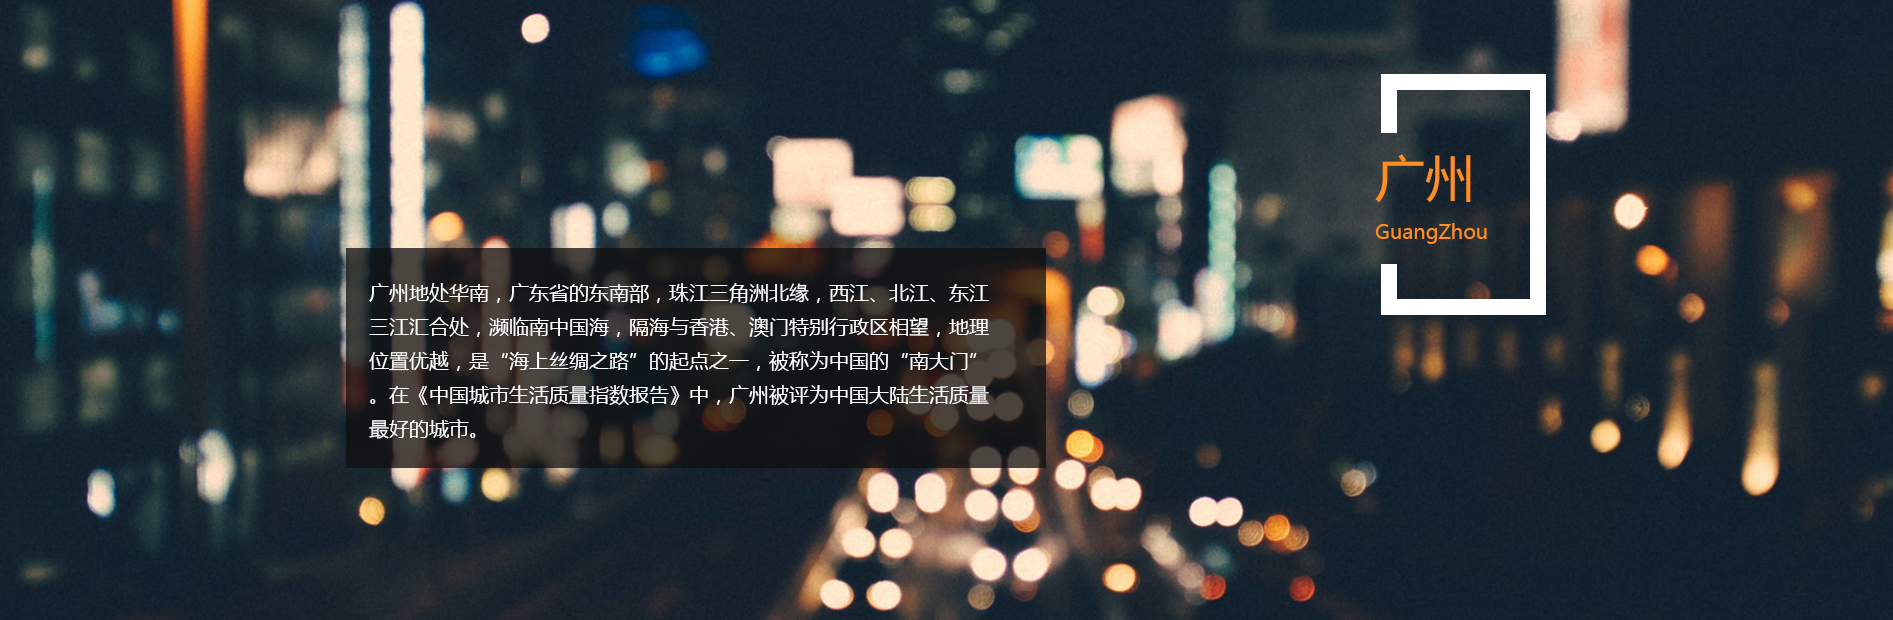 广州
GuangZhou
广州地处华南，广东省的东南部，珠江三角洲北缘，西江、北江、东江
三江汇合处，濒临南中国海，隔海与香港、澳门特别行政区相望，地理
位置优越，是“海上丝绸之路”的起点之一，被称为中国的“南大门”
。在《中国城市生活质量指数报告》中，广州被评为中国大陆生活质量
最好的城市。